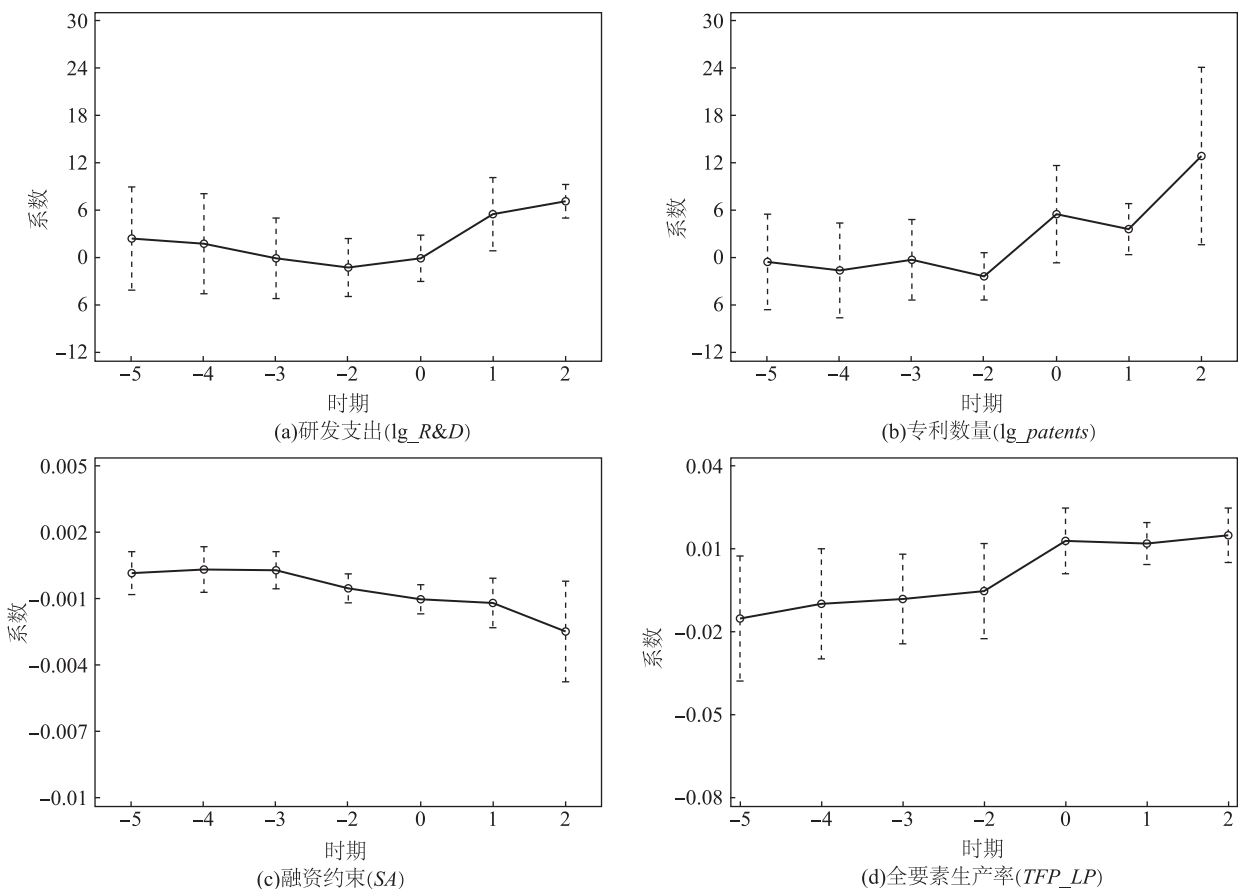 30
24
18
12
6
0
6
−12
系数
−5 −4 −3 −2 0 1 2
时期
(a)研发支出(lg_R&D)
30
24
18
12
6
0
6
−12
系数
−5 −4 −3 −2 0 1 2
时期
(b)专利数量(lg_patents)
0.005
0.002
−0.001
−0.004
−0.007
−0.01
系数
−5 −4 −3 −2 0 1 2
时期
(c)融资约束(SA)
0.04
0.01
−0.02
−0.05
−0.08
系数
−5 −4 −3 −2 0 1 2
时期
(d)全要素生产率(TFP_LP)